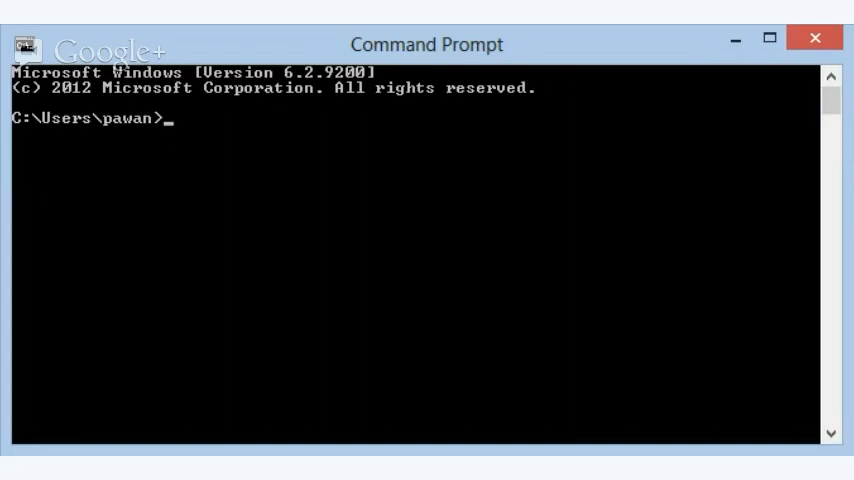 Google+
Command Prompt
Microsoft Windows [Version 6.2.9200]
(c) 2012 Microsoft Corporation. All rights reserved.
C:\Users\pawan>_